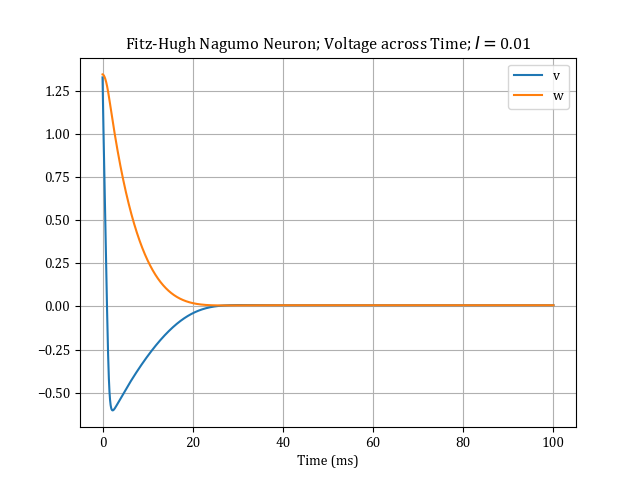 Fitz-Hugh Nagumo Neuron; Voltage across Time; I = 0.01
v
w
1.25
1.00
0.75
0.50
0.25
0.00
−0.25
−0.50
0 20 40 60 80 100
Time (ms)